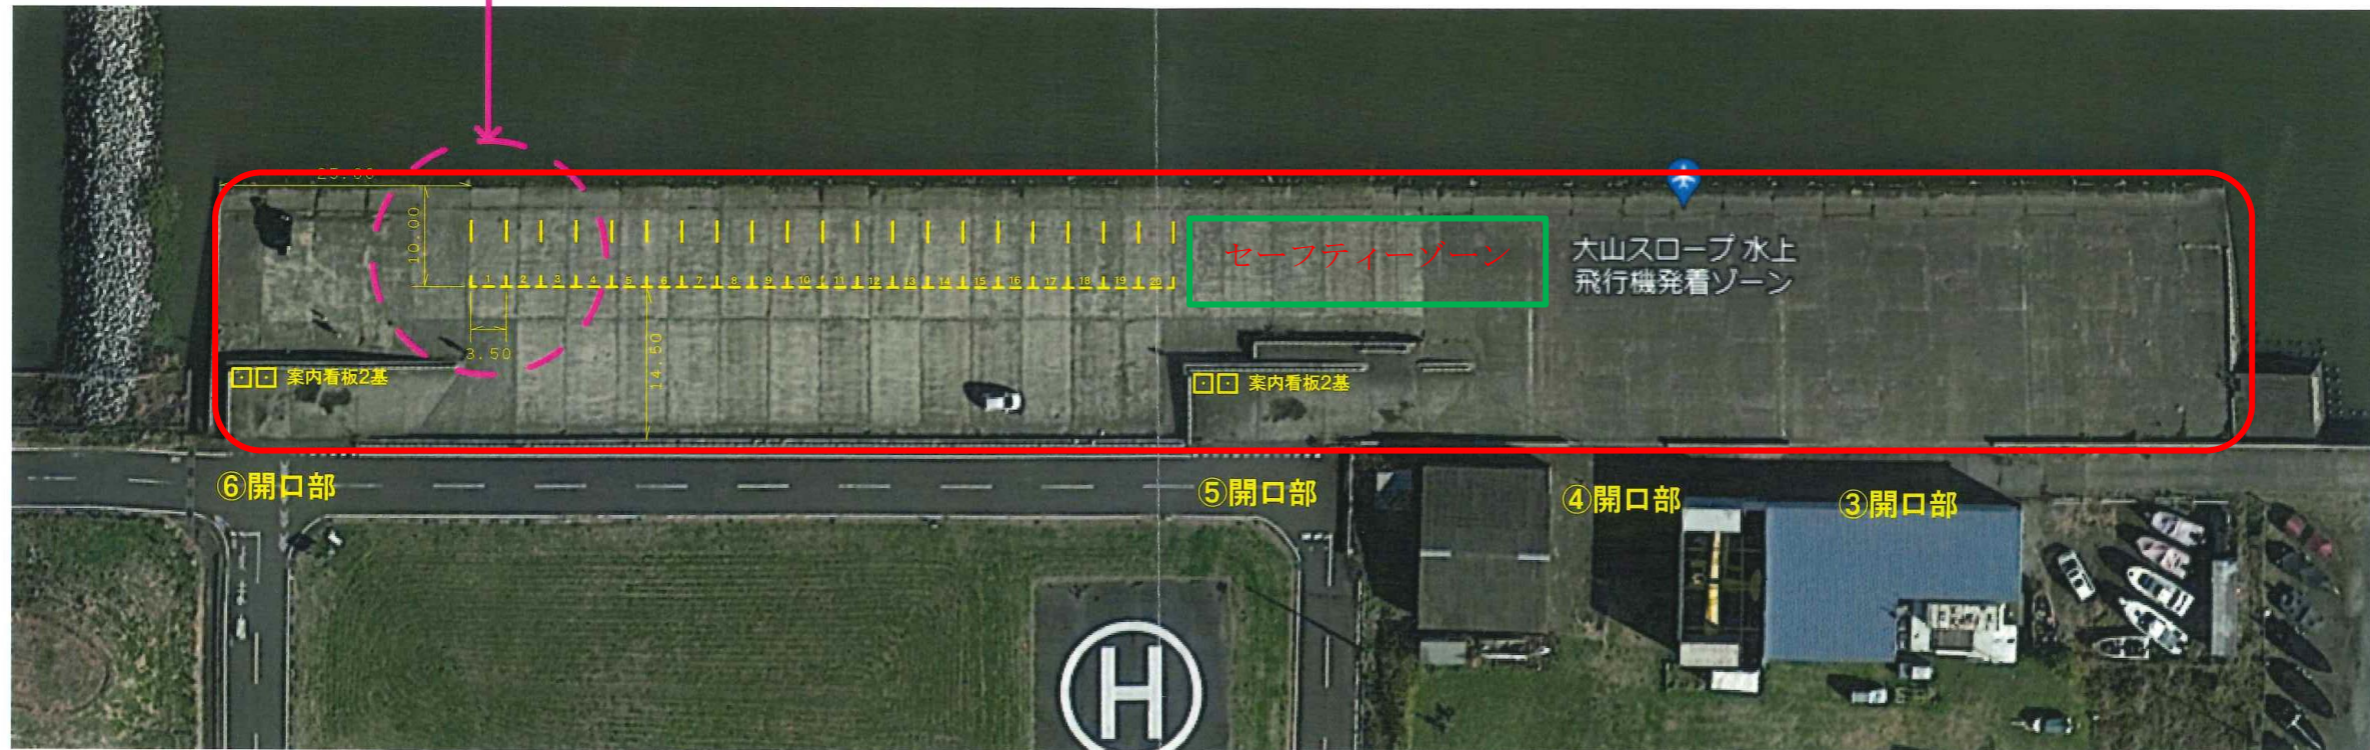 25.00
10.00
1 2 3 4 5 6 7 8 9 10 11 12 13 14 15 16 17 18 19 20
3.50
14.50
セーフティーゾーン
大山スロープ 水上
飛行機発着ゾーン
案内看板2基
案内看板2基
⑥開口部
⑤開口部
④開口部
③開口部
H